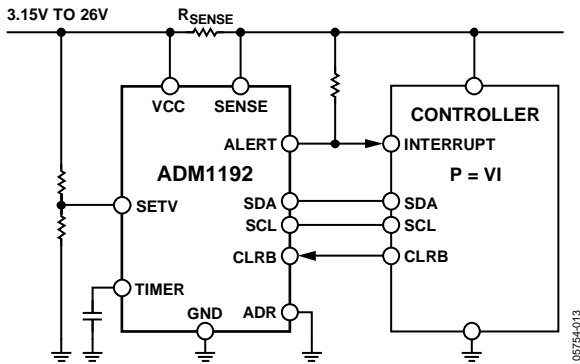 3.15V TO 26V
RSENSE
VCC
SENSE
CONTROLLER
ALERT
INTERRUPT
ADM1192
P = VI
SETV
SDA
SDA
SCL
SCL
CLRB
CLRB
TIMER
GND
ADR
05754-013